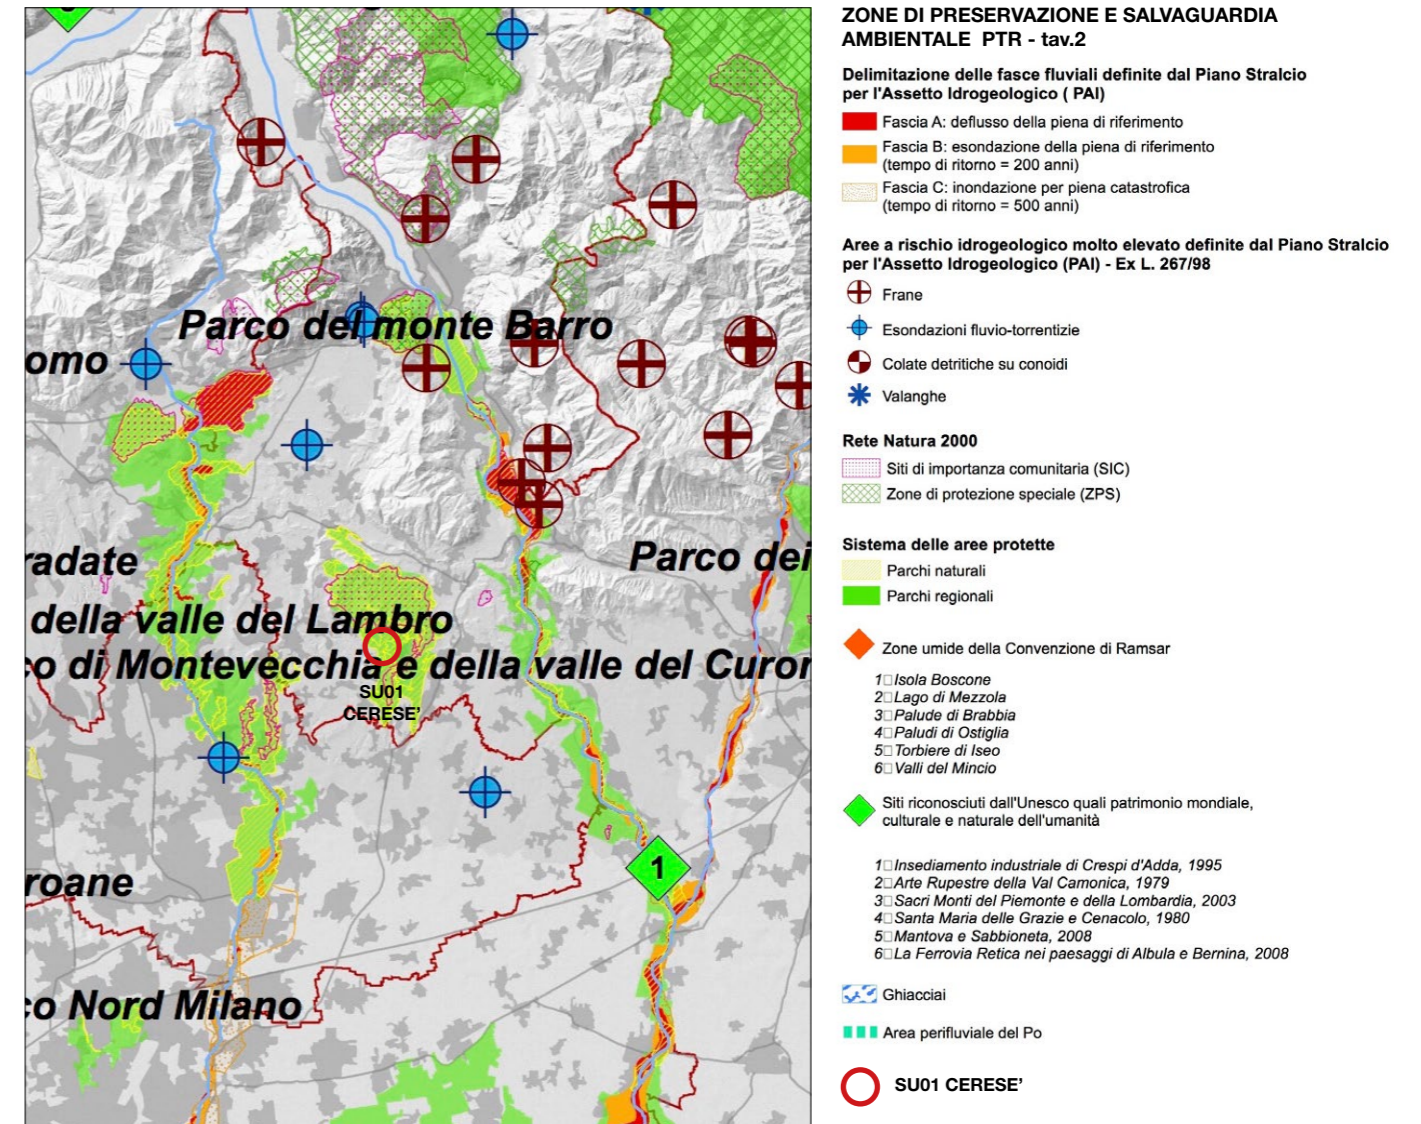 Parco del monte Barro
omo
radate
Parco dei
della valle del Lambro
co di Montevecchia e della valle del Curon
SU01
CERESE'
1
roane
co Nord Milano
ZONE DI PRESERVAZIONE E SALVAGUARDIA
AMBIENTALE PTR - tav.2
Delimitazione delle fasce fluviali definite dal Piano Stralcio
per l'Assetto Idrogeologico ( PAI)
Fascia A: deflusso della piena di riferimento
Fascia B: esondazione della piena di riferimento
(tempo di ritorno = 200 anni)
Fascia C: inondazione per piena catastrofica
(tempo di ritorno = 500 anni)
Aree a rischio idrogeologico molto elevato definite dal Piano Stralcio
per l'Assetto Idrogeologico (PAI) - Ex L. 267/98
Frane
Esondazioni fluvio-torrentizie
Colate detritiche su conoidi
Valanghe
Rete Natura 2000
Siti di importanza comunitaria (SIC)
Zone di protezione speciale (ZPS)
Sistema delle aree protette
Parchi naturali
Parchi regionali
Zone umide della Convenzione di Ramsar
1□Isola Boscone
2□Lago di Mezzola
3□Palude di Brabbia
4□Paludi di Ostiglia
5□Torbiere di Iseo
6□Valli del Mincio
Siti riconosciuti dall'Unesco quali patrimonio mondiale,
culturale e naturale dell'umanità
1□Insediamento industriale di Crespi d'Adda, 1995
2□Arte Rupestre della Val Camonica, 1979
3□Sacri Monti del Piemonte e della Lombardia, 2003
4□Santa Maria delle Grazie e Cenacolo, 1980
5□Mantova e Sabbioneta, 2008
6□La Ferrovia Retica nei paesaggi di Albula e Bernina, 2008
Ghiacciai
Area perifluviale del Po
SU01 CERESE'